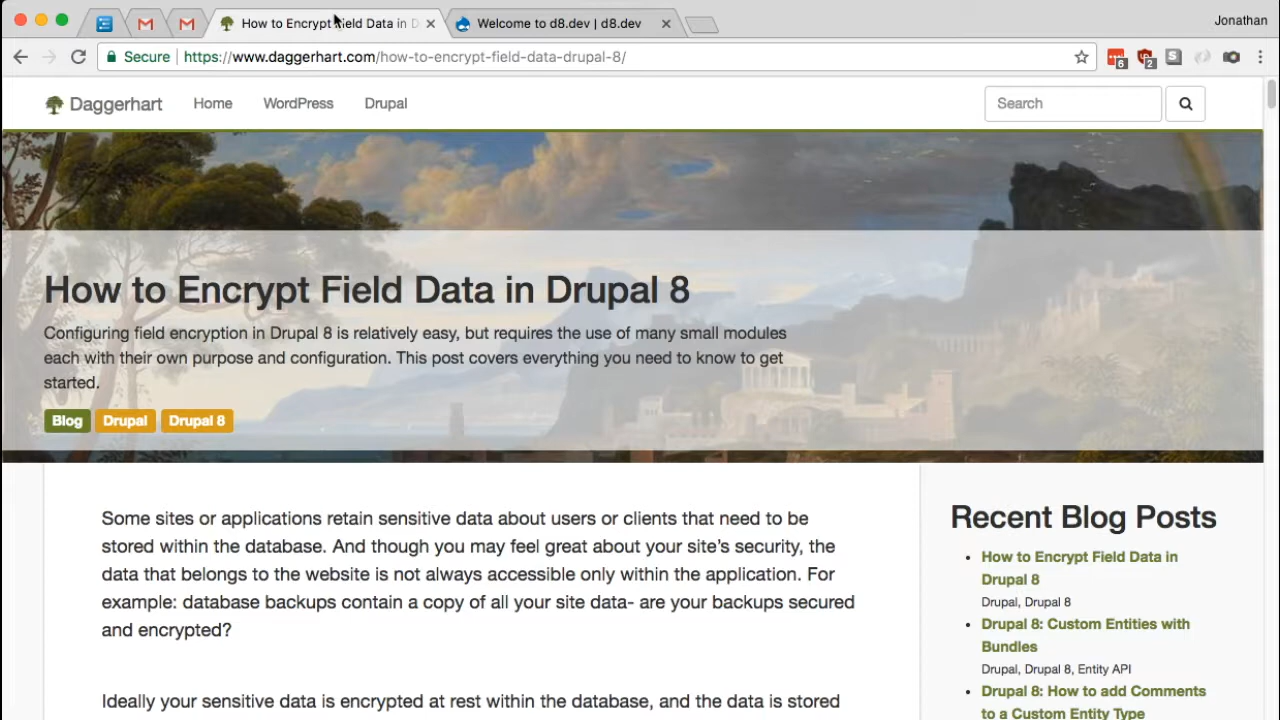 How to Encrypt Field Data in D
Welcome to d8.dev | d8.dev
Jonathan
Secure
https://www.daggerhart.com/how-to-encrypt-field-data-drupal-8/
6
2
S
Daggerhart
Home
WordPress
Drupal
Search
How to Encrypt Field Data in Drupal 8
Configuring field encryption in Drupal 8 is relatively easy, but requires the use of many small modules
each with their own purpose and configuration. This post covers everything you need to know to get
started.
Blog
Drupal
Drupal 8
Some sites or applications retain sensitive data about users or clients that need to be
stored within the database. And though you may feel great about your site's security, the
data that belongs to the website is not always accessible only within the application. For
example: database backups contain a copy of all your site data- are your backups secured
and encrypted?
Ideally your sensitive data is encrypted at rest within the database, and the data is stored
Recent Blog Posts
How to Encrypt Field Data in
Drupal 8
Drupal, Drupal 8
Drupal 8: Custom Entities with
Bundles
Drupal, Drupal 8, Entity API
Drupal 8: How to add Comments
to a Custom Entity Type